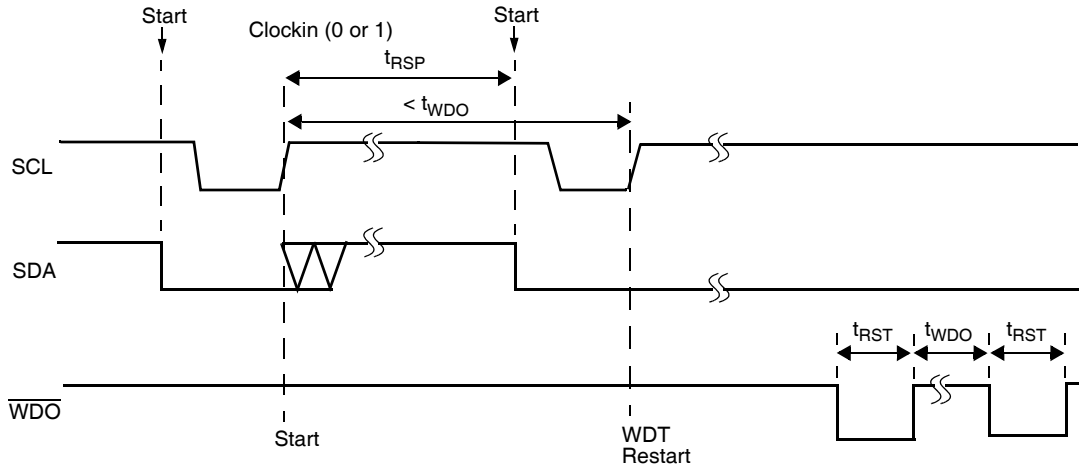 Start
Start
Clockin (0 or 1)
tRSP
< tWDO
SCL
SDA
tRST
tWDO
tRST
WDO
Start
WDT
Restart